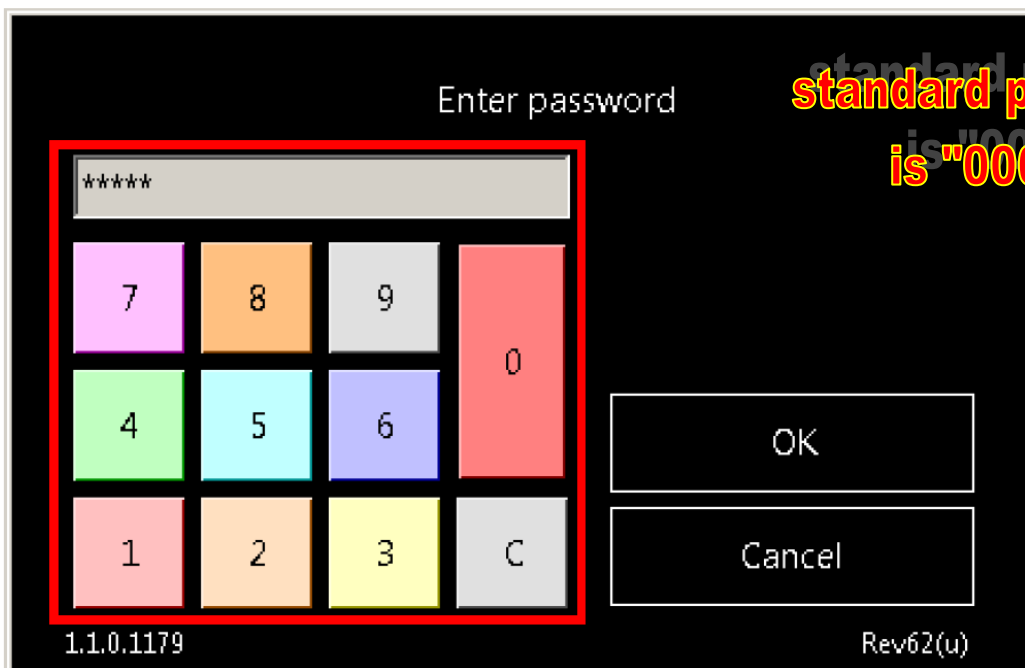 Enter password
standard
is "00
*****
7 8 9
0
4 5 6
OK
1 2 3 C
Cancel
1.1.0.1179
Rev62(u)